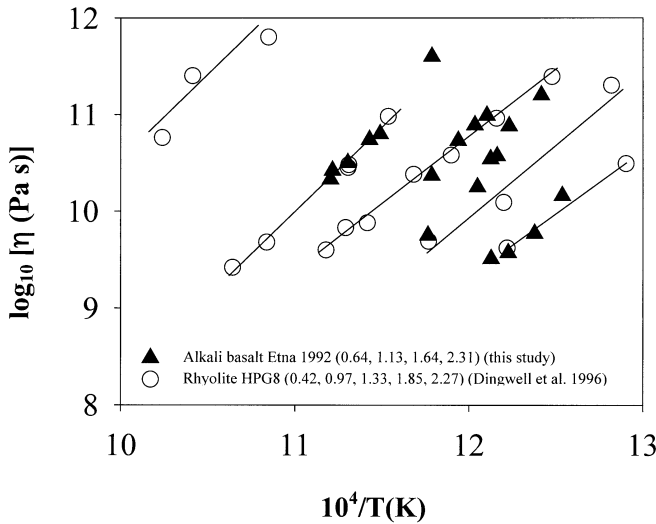 12
11
10
9
8
log10 [η (Pa s)]
Alkali basalt Etna 1992 (0.64, 1.13, 1.64, 2.31) (this study)
Rhyolite HPG8 (0.42, 0.97, 1.33, 1.85, 2.27) (Dingwell et al. 1996)
10 11 12 13
10⁴/T(K)